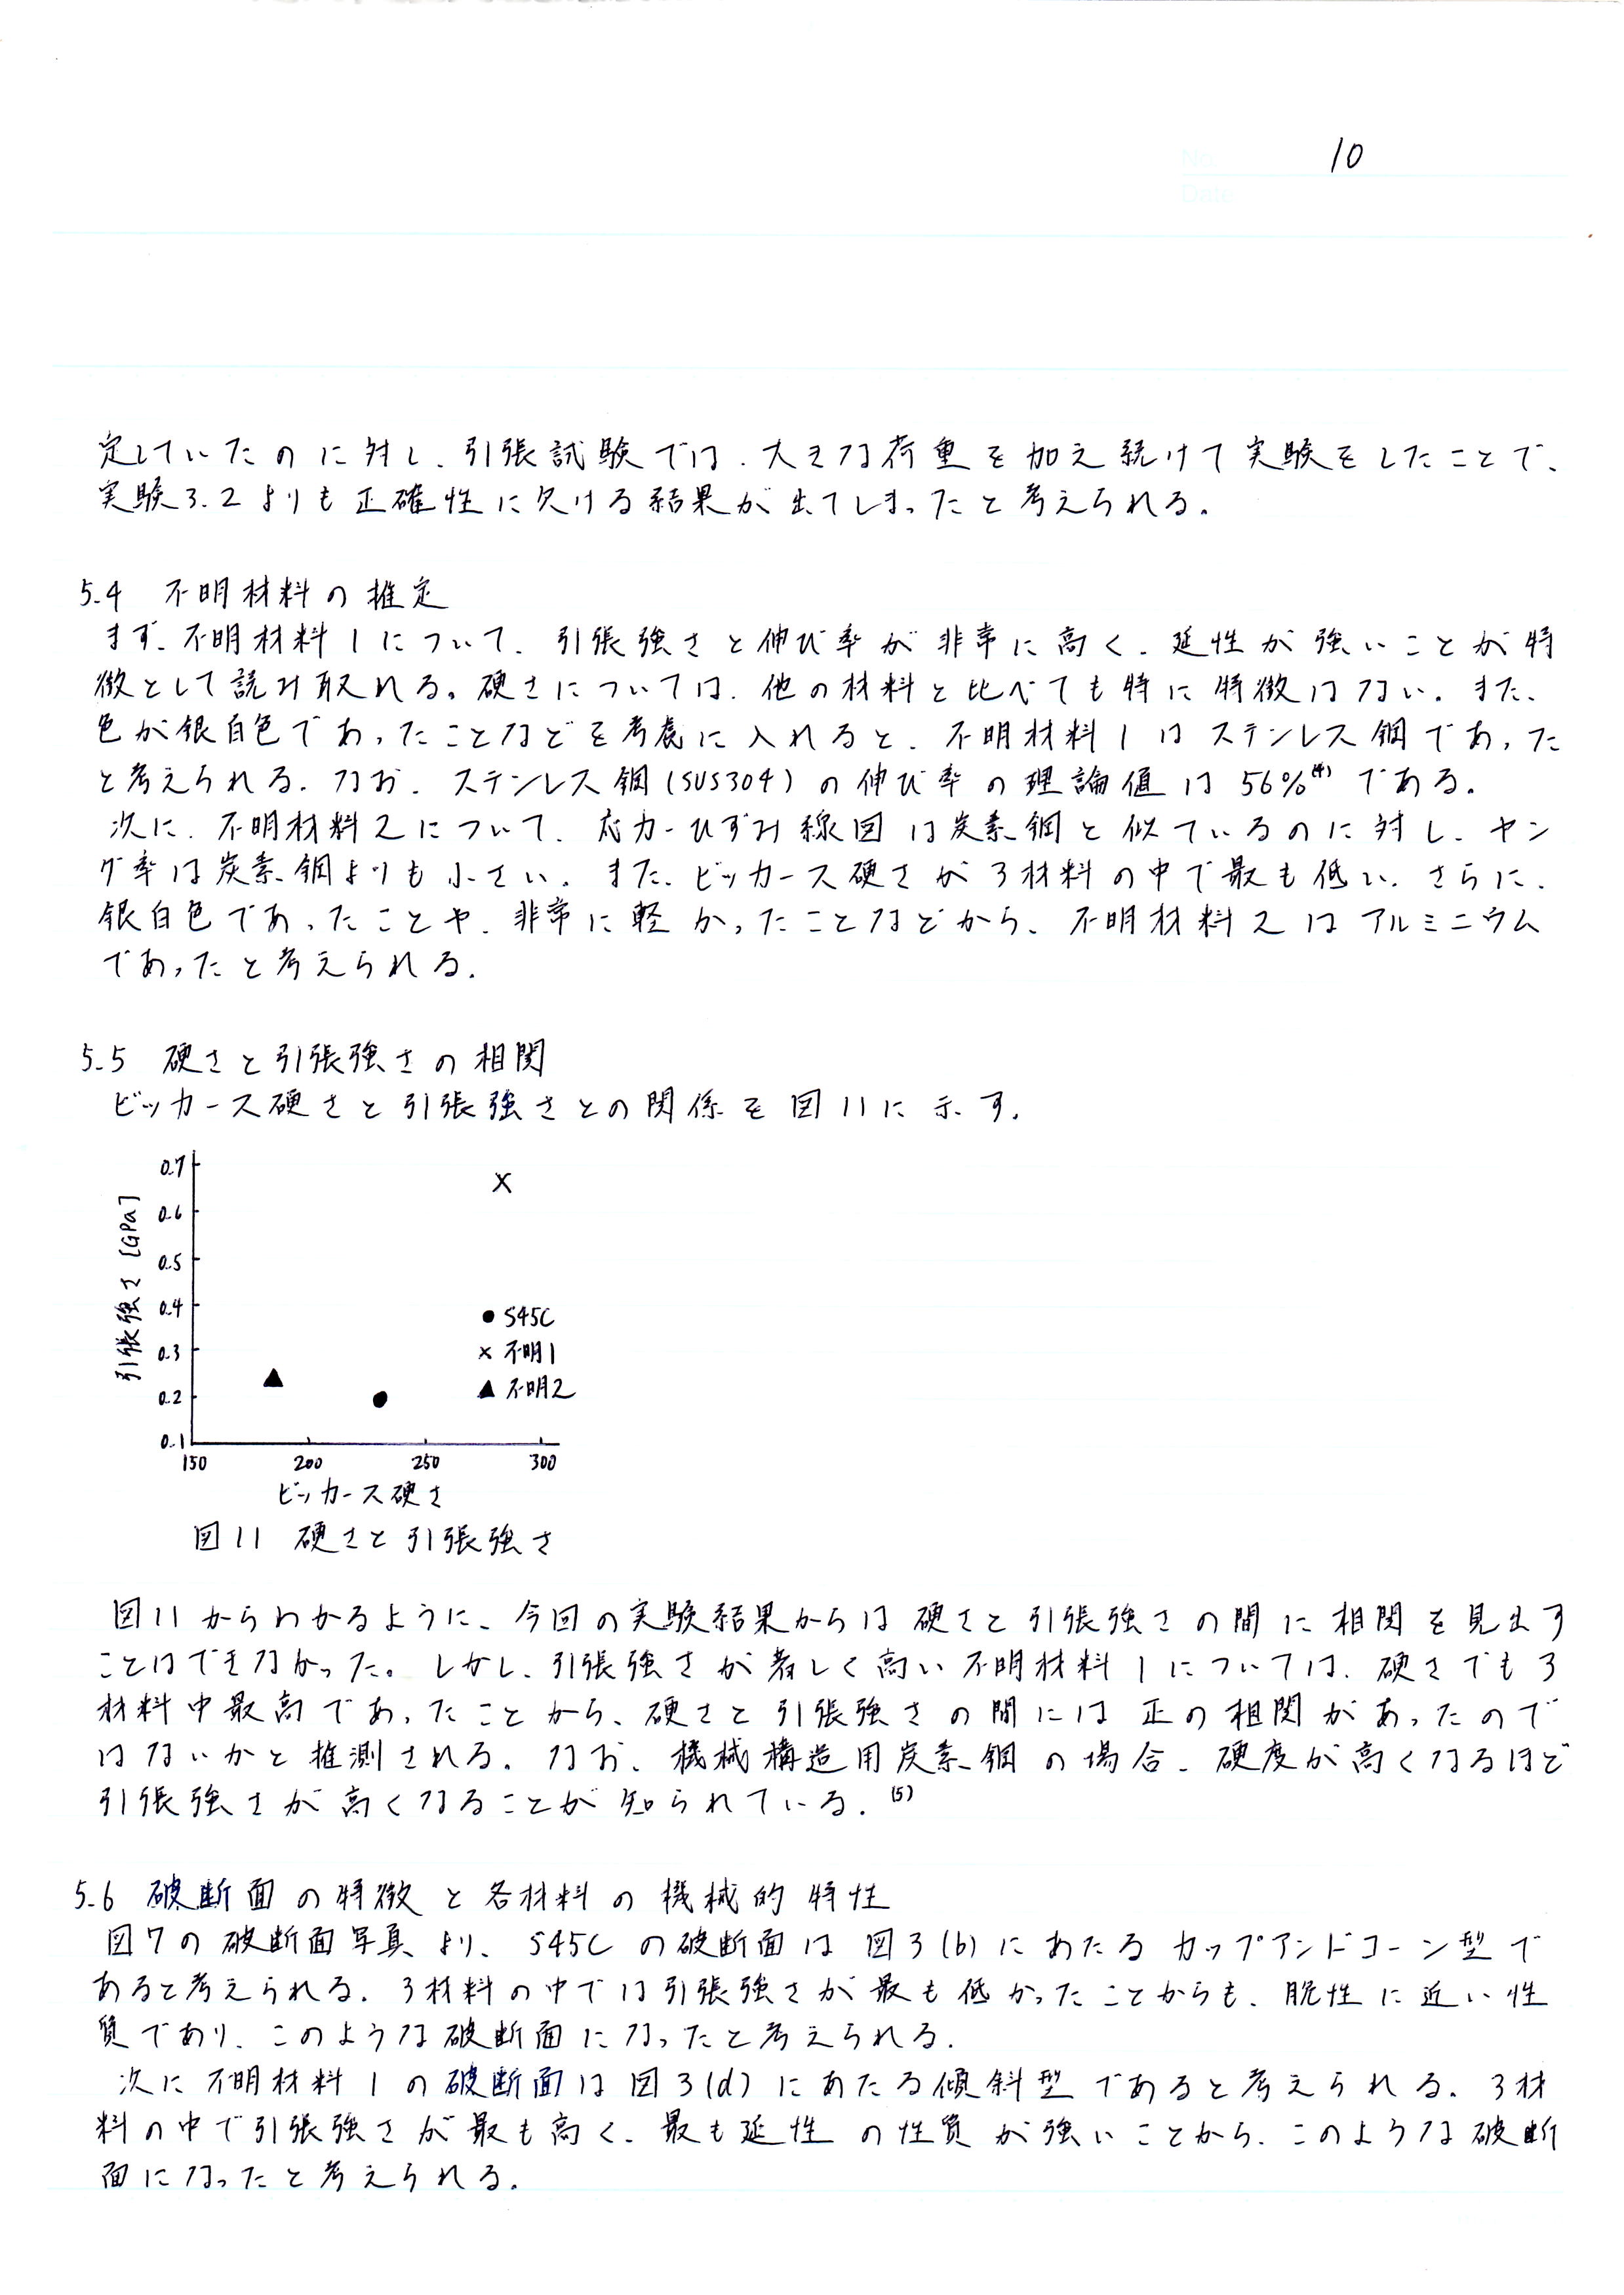 No.
10
Date
定していたのに対し、引張試験では、大きな荷重を加え続けて実験をしたことで、
実験3.2よりも正確性に欠ける結果が出てしまったと考えられる。
5.4 不明材料の推定
まず、不明材料1について、引張強さと伸び率が非常に高く、延性が強いことが特
徴として読み取れる。硬さについては、他の材料と比べても特に特徴はない。また、
色が銀白色であったことなどを考慮に入れると、不明材料1はステンレス鋼であった
と考えられる。なお、ステンレス鋼(SUS304)の伸び率の理論値は56%(4)である。
次に、不明材料2について、応力-ひずみ線図は炭素鋼と似ているのに対し、ヤン
グ率は炭素鋼よりも小さい。また、ビッカース硬さが3材料の中で最も低い。さらに、
銀白色であったことや、非常に軽かったことなどから、不明材料2はアルミニウム
であったと考えられる。
5.5 硬さと引張強さの相関
ビッカース硬さと引張強さとの関係を図11に示す。
引張強さ [GPa]
0.7
0.6
0.5
0.4
0.3
0.2
0.1
● S45C
× 不明1
▲ 不明2
150 200 250 300
ビッカース硬さ
図11 硬さと引張強さ
図11からわかるように、今回の実験結果からは硬さと引張強さの間に相関を見出す
ことはできなかった。しかし、引張強さが著しく高い不明材料1については、硬さでも3
材料中最高であったことから、硬さと引張強さの間には正の相関があったので
はないかと推測される。なお、機械構造用炭素鋼の場合、硬度が高くなるほど
引張強さが高くなることが知られている。(5)
5.6 破断面の特徴と各材料の機械的特性
図7の破断面写真より、S45Cの破断面は図3(b)にあたるカップアンドコーン型で
あると考えられる。3材料の中では引張強さが最も低かったことからも、脆性に近い性
質であり、このような破断面になったと考えられる。
次に不明材料1の破断面は図3(d)にあたる傾斜型であると考えられる。3材
料の中で引張強さが最も高く、最も延性の性質が強いことから、このような破断
面になったと考えられる。